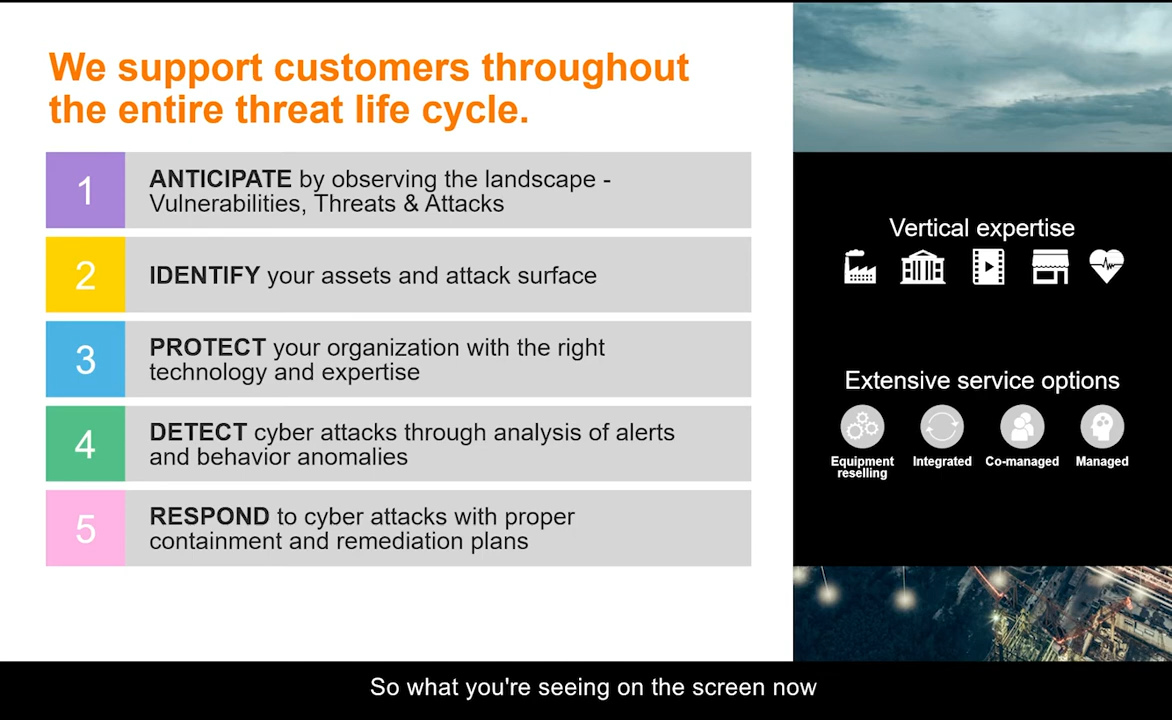 We support customers throughout
the entire threat life cycle.
1
ANTICIPATE by observing the landscape -
Vulnerabilities, Threats & Attacks
2
IDENTIFY your assets and attack surface
3
PROTECT your organization with the right
technology and expertise
4
DETECT cyber attacks through analysis of alerts
and behavior anomalies
5
RESPOND to cyber attacks with proper
containment and remediation plans
Vertical expertise
Extensive service options
Equipment
reselling
Integrated
Co-managed
Managed
So what you're seeing on the screen now